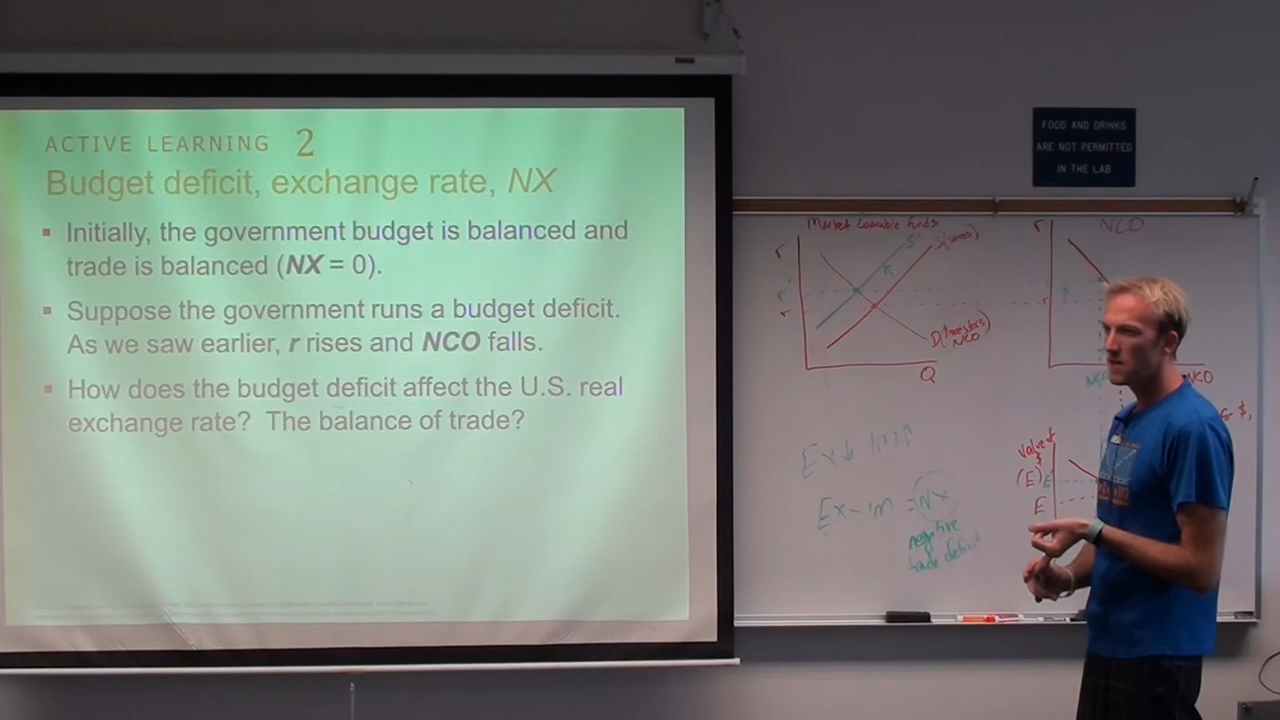 ACTIVE LEARNING 2
Budget deficit, exchange rate, NX
▪ Initially, the government budget is balanced and
trade is balanced (NX = 0).
▪ Suppose the government runs a budget deficit.
As we saw earlier, r rises and NCO falls.
▪ How does the budget deficit affect the U.S. real
exchange rate? The balance of trade?
FOOD AND DRINKS
ARE NOT PERMITTED
IN THE LAB
Market Loanable funds
r
S'
r'
r
NCO
Q
r
NCO
NCO
Ex↓ Im↑
Ex - Im = NX
negative
trade deficit
Value of
$
(E) E'
E